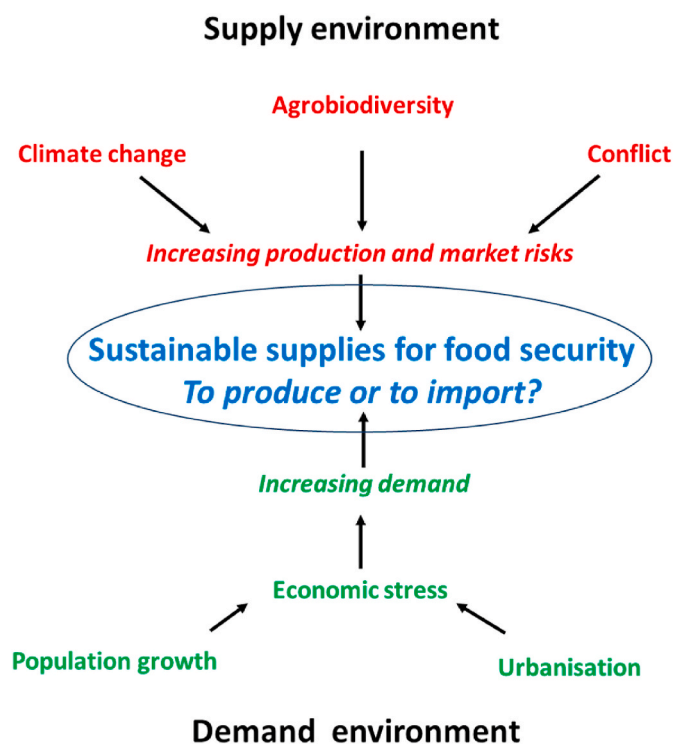 Supply environment
Agrobiodiversity
Climate change
Conflict
Increasing production and market risks
Sustainable supplies for food security
To produce or to import?
Increasing demand
Economic stress
Population growth
Urbanisation
Demand environment